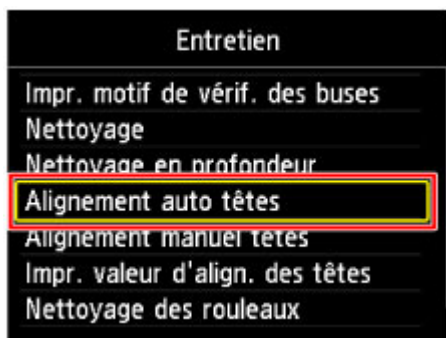 Entretien
Impr. motif de vérif. des buses
Nettoyage
Nettoyage en profondeur
Alignement auto têtes
Alignement manuel têtes
Impr. valeur d'align. des têtes
Nettoyage des rouleaux